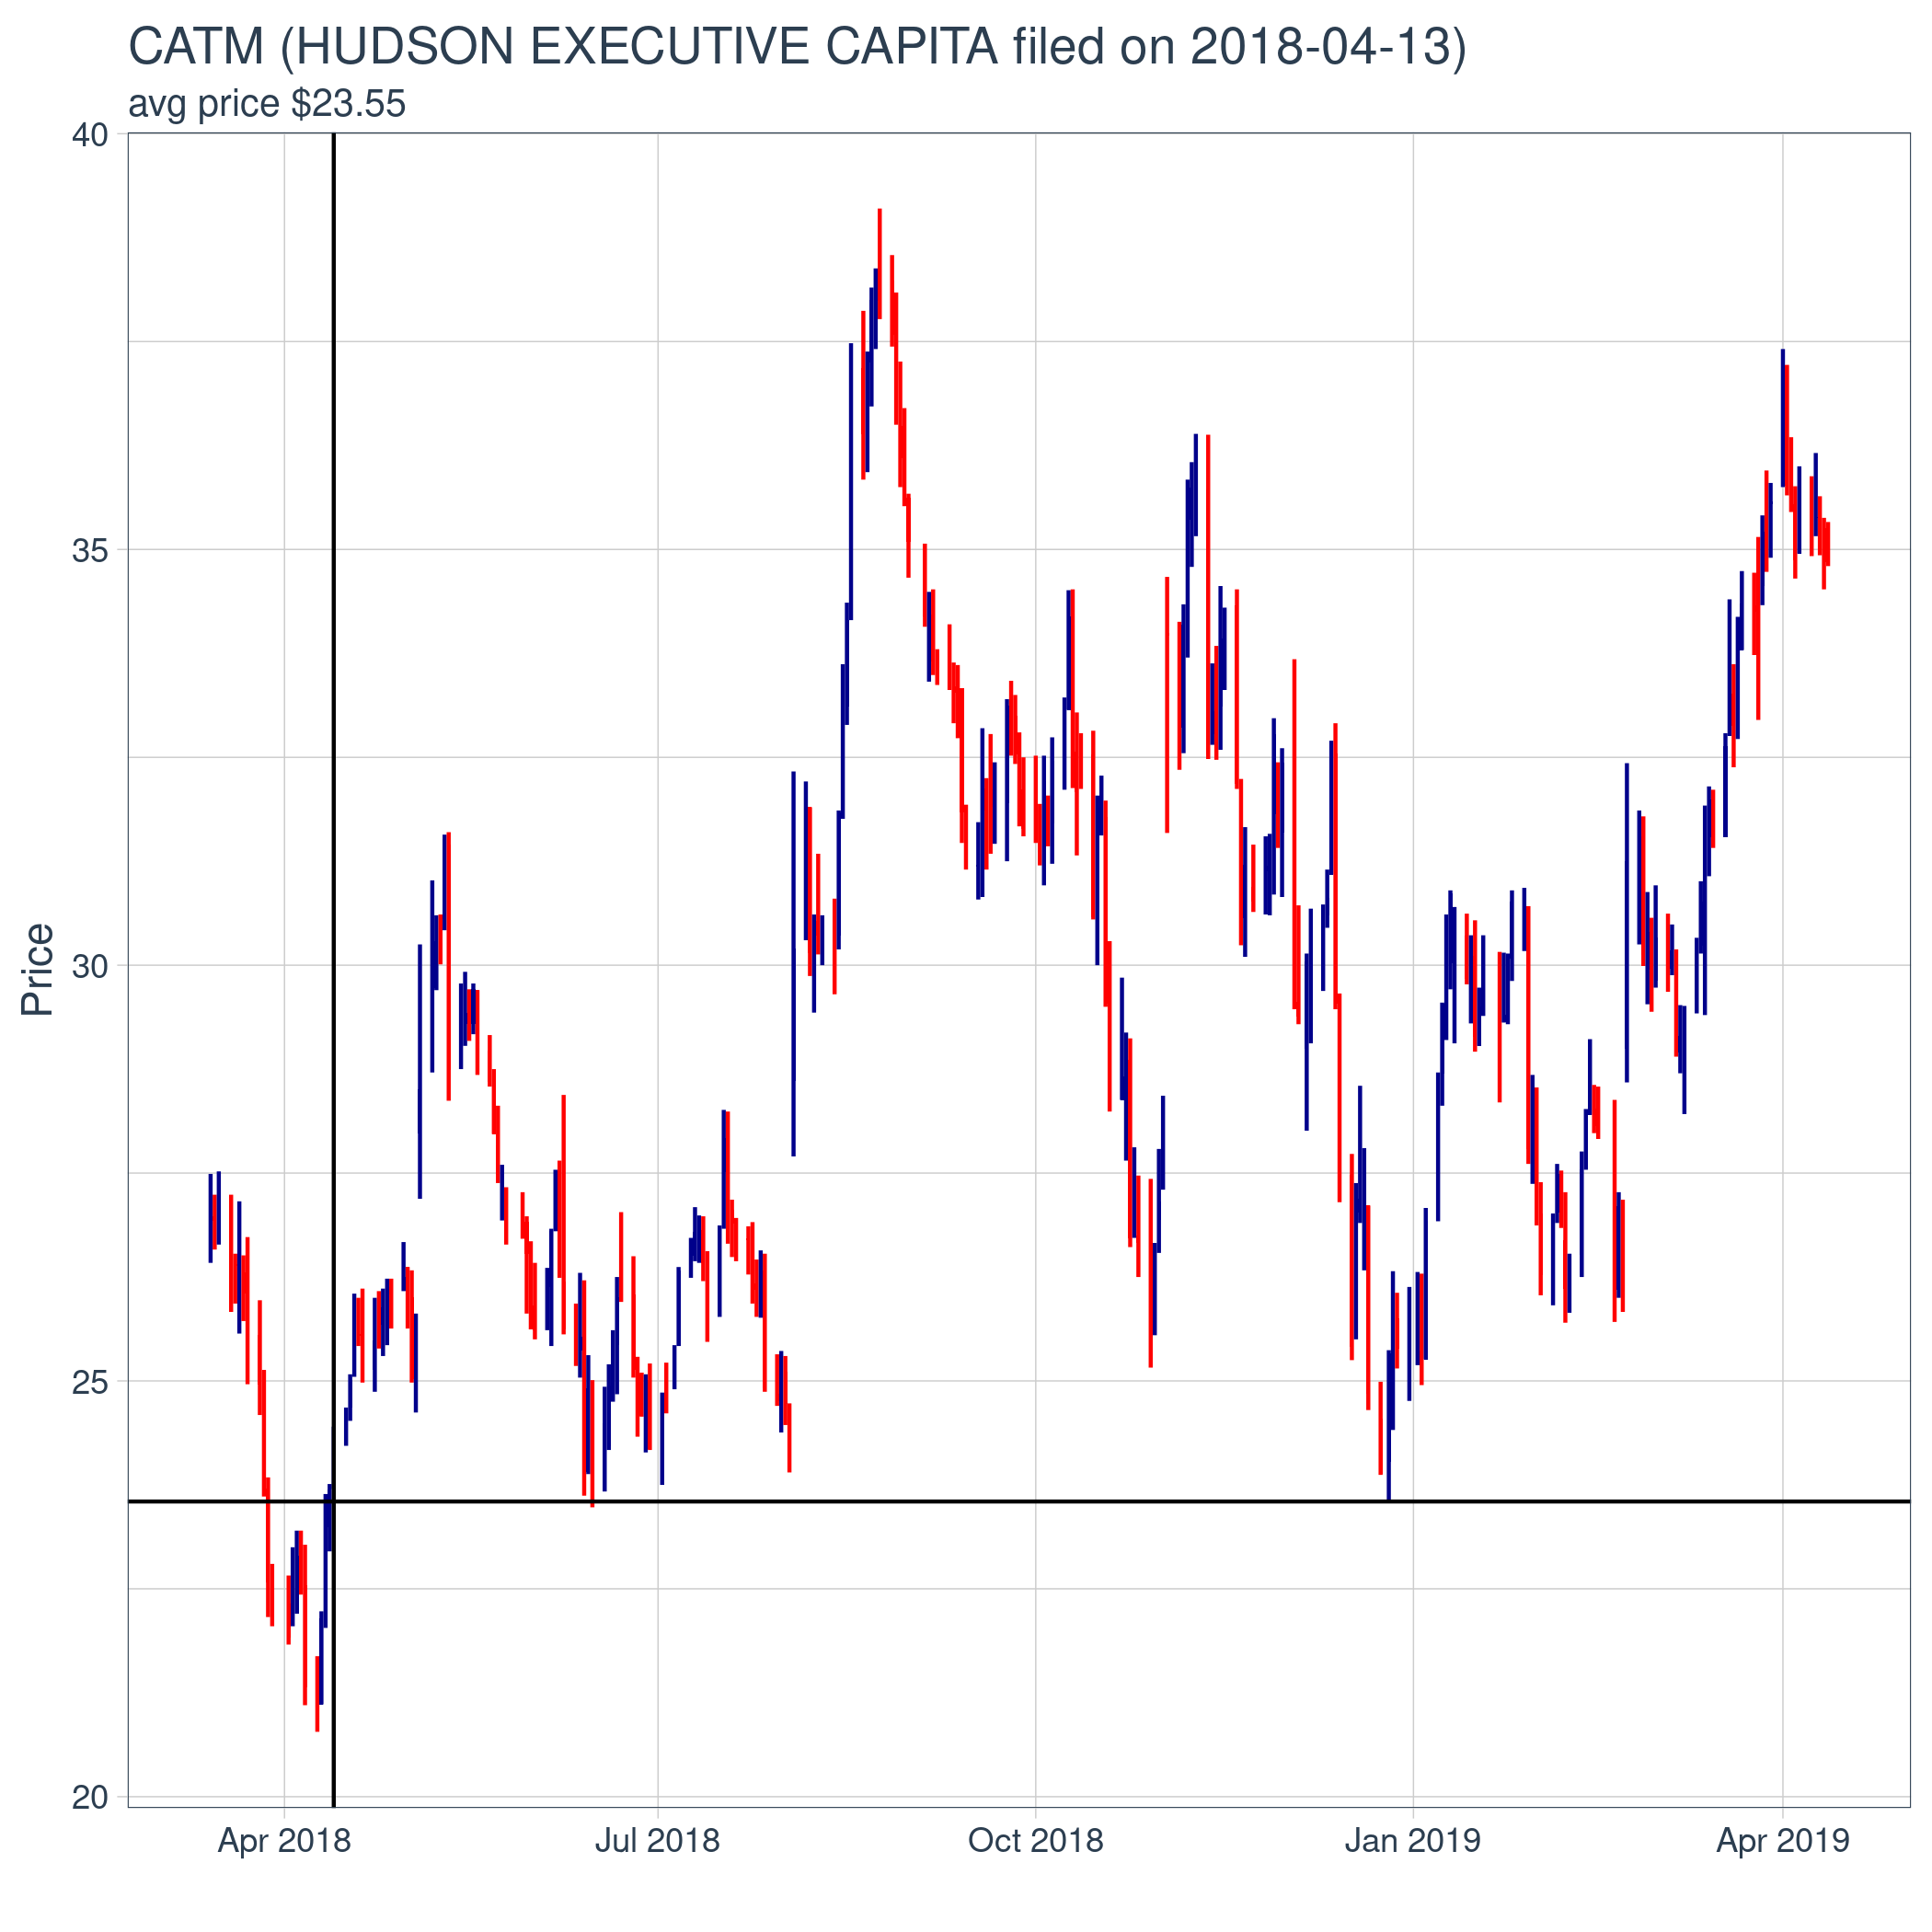 CATM (HUDSON EXECUTIVE CAPITA filed on 2018-04-13)
avg price $23.55
40
35
30
25
20
Price
Apr 2018
Jul 2018
Oct 2018
Jan 2019
Apr 2019